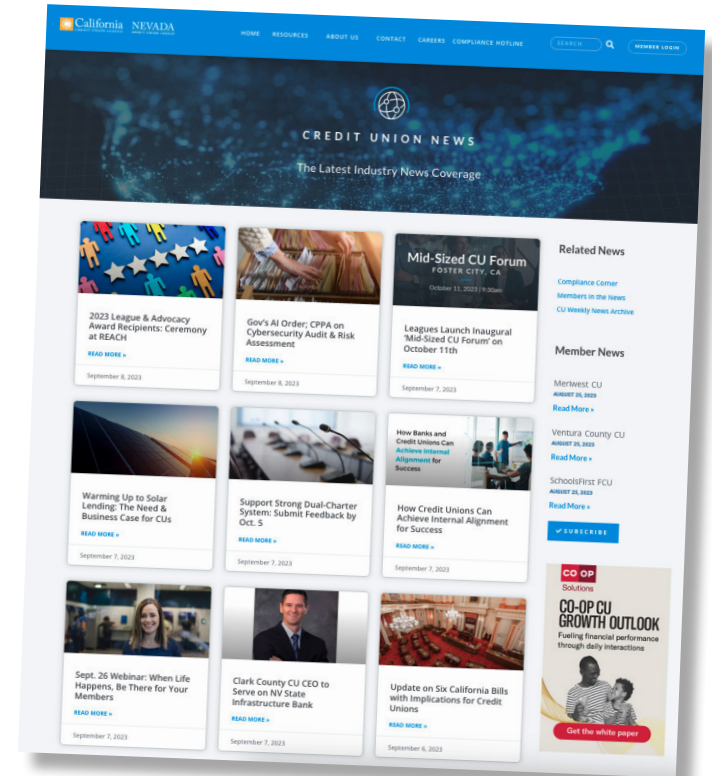 California NEVADA
CREDIT UNION LEAGUE CREDIT UNION LEAGUE
HOME RESOURCES ABOUT US CONTACT CAREERS COMPLIANCE HOTLINE SEARCH MEMBER LOGIN
CREDIT UNION NEWS
The Latest Industry News Coverage
2023 League & Advocacy
Award Recipients: Ceremony
at REACH
READ MORE »
September 8, 2023
Gov's AI Order; CPPA on
Cybersecurity Audit & Risk
Assessment
READ MORE »
September 8, 2023
Mid-Sized CU Forum
FOSTER CITY, CA
October 11, 2023 | 9:30am
Leagues Launch Inaugural
'Mid-Sized CU Forum' on
October 11th
READ MORE »
September 7, 2023
Warming Up to Solar
Lending: The Need &
Business Case for CUs
READ MORE »
September 7, 2023
Support Strong Dual-Charter
System: Submit Feedback by
Oct. 5
READ MORE »
September 7, 2023
How Banks and
Credit Unions Can
Achieve Internal
Alignment for
Success
How Credit Unions Can
Achieve Internal Alignment
for Success
READ MORE »
September 7, 2023
Sept. 26 Webinar: When Life
Happens, Be There for Your
Members
READ MORE »
September 7, 2023
Clark County CU CEO to
Serve on NV State
Infrastructure Bank
READ MORE »
September 7, 2023
Update on Six California Bills
with Implications for Credit
Unions
READ MORE »
September 6, 2023
Related News
Compliance Corner
Members in the News
CU Weekly News Archive
Member News
Meriwest CU
AUGUST 25, 2023
Read More »
Ventura County CU
AUGUST 25, 2023
Read More »
SchoolsFirst FCU
AUGUST 25, 2023
Read More »
SUBSCRIBE
CO OP
Solutions
CO-OP CU
GROWTH OUTLOOK
Fueling financial performance
through daily interactions
Get the white paper